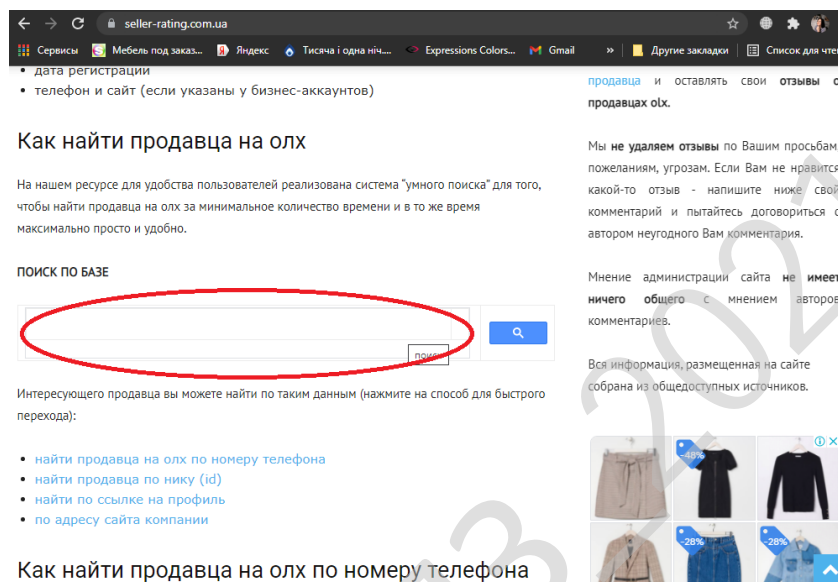 seller-rating.com.ua
Сервисы
Мебель под заказ...
Яндекс
Тисяча і одна ніч....
Expressions Colors...
Gmail
»
Другие закладки
Список для чте
• дата регистрации
• телефон и сайт (если указаны у бизнес-аккаунтов)
Как найти продавца на олх
На нашем ресурсе для удобства пользователей реализована система "умного поиска" для того,
чтобы найти продавца на олх за минимальное количество времени и в то же время
максимально просто и удобно.
ПОИСК ПО БАЗЕ
поиск
Интересующего продавца вы можете найти по таким данным (нажмите на способ для быстрого
перехода):
• найти продавца на олх по номеру телефона
• найти продавца по нику (id)
• найти по ссылке на профиль
• по адресу сайта компании
Как найти продавца на олх по номеру телефона
продавца и оставлять свои отзывы о
продавцах olx.
Мы не удаляем отзывы по Вашим просьбам,
пожеланиям, угрозам. Если Вам не нравится
какой-то отзыв - напишите ниже свой
комментарий и пытайтесь договориться с
автором неугодного Вам комментария.
Мнение администрации сайта не имеет
ничего общего с мнением авторов
комментариев.
Вся информация, размещенная на сайте
собрана из общедоступных источников.
-48%
-28%
-28%